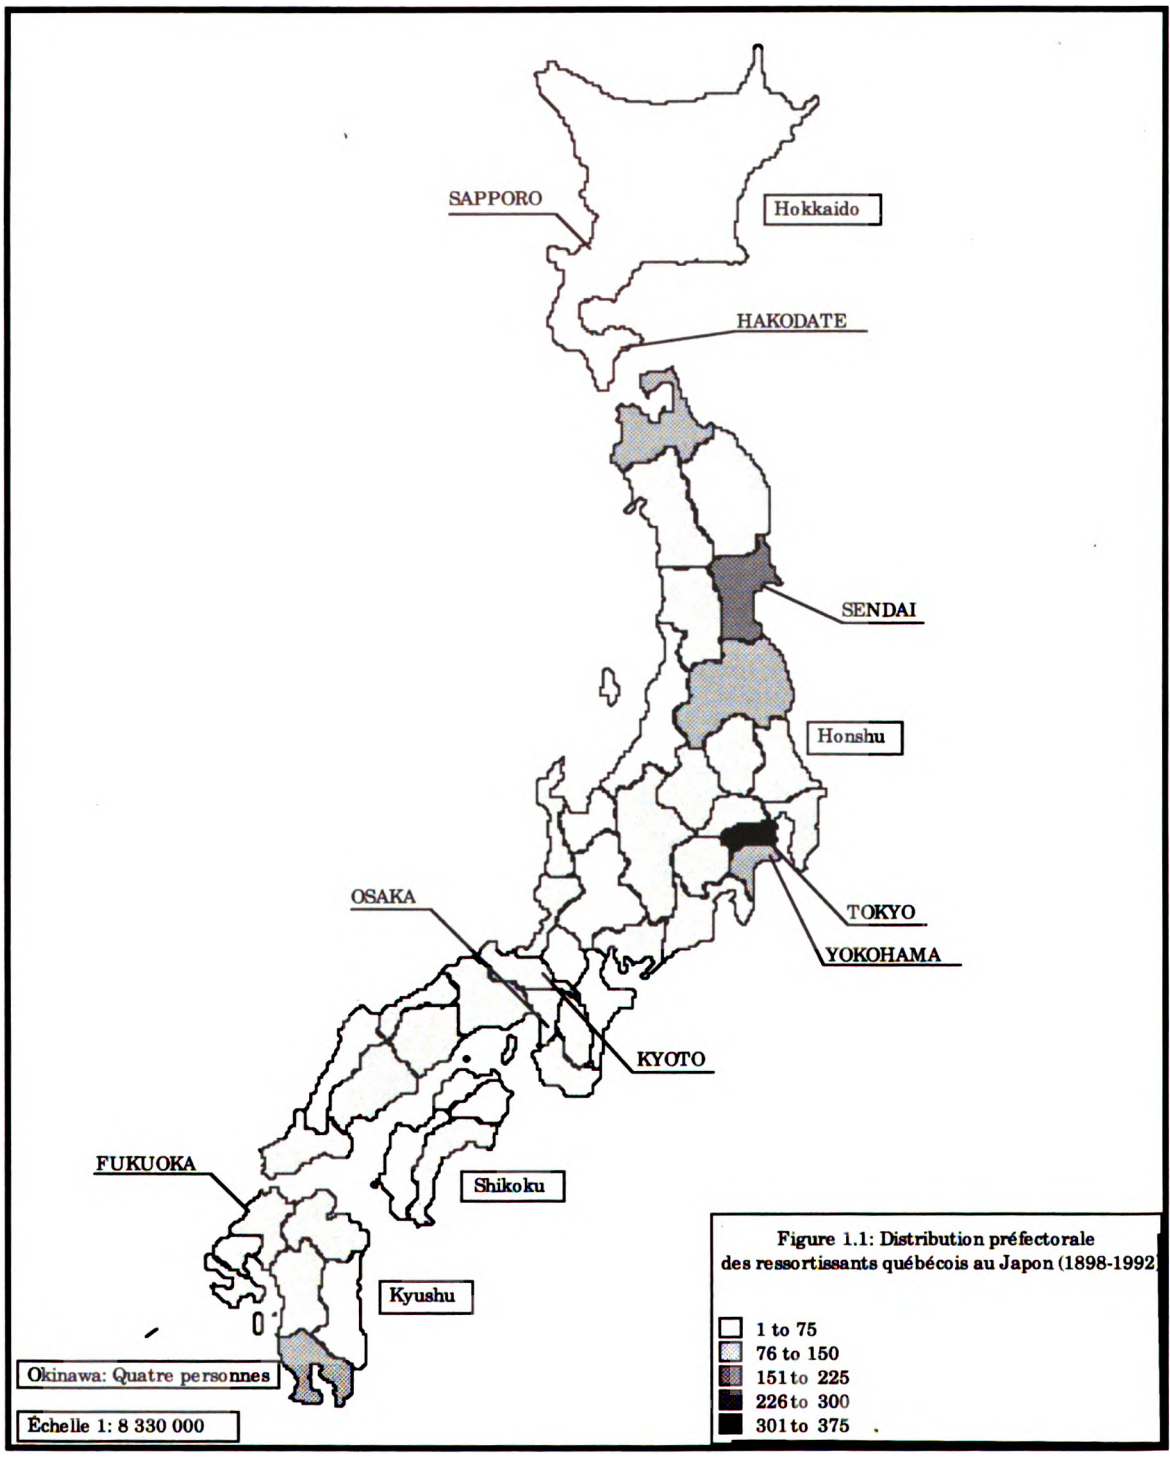 SAPPORO
Hokkaido
HAKODATE
SENDAI
Honshu
OSAKA
TOKYO
YOKOHAMA
KYOTO
FUKUOKA
Shikoku
Kyushu
Okinawa: Quatre personnes
Échelle 1: 8 330 000
Figure 1.1: Distribution préfectorale
des ressortissants québécois au Japon (1898-1992)
1 to 75
76 to 150
151 to 225
226 to 300
301 to 375